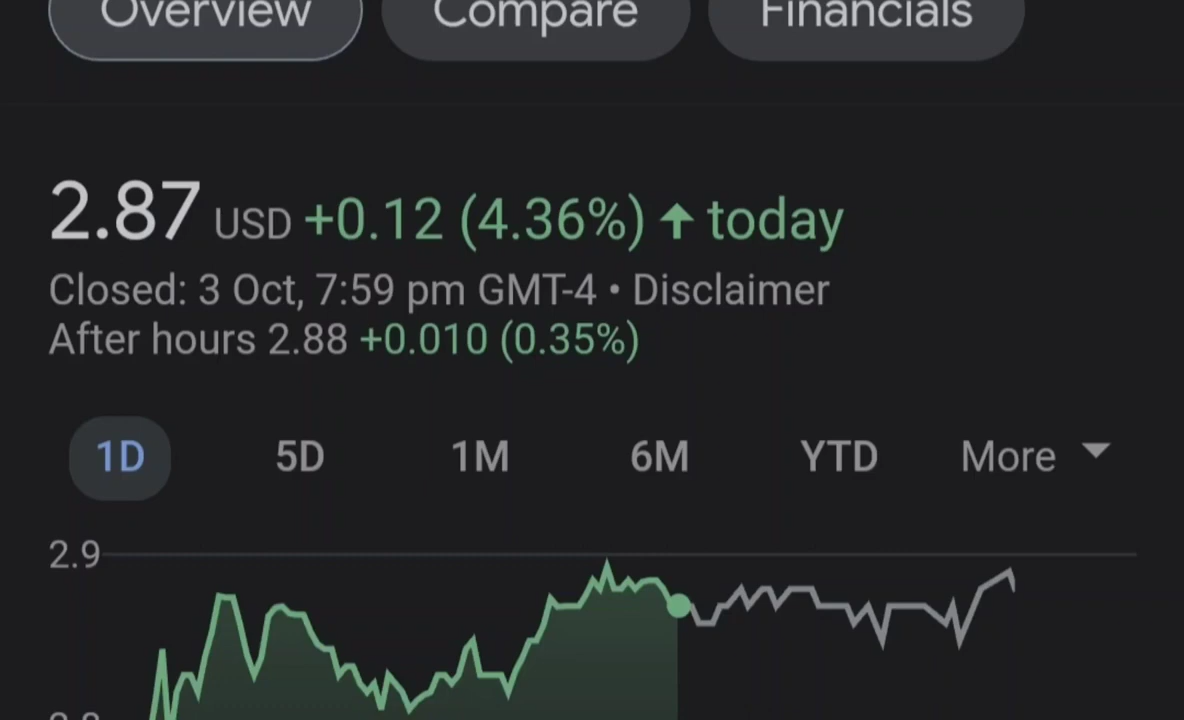 Overview Compare Financials
2.87 USD +0.12 (4.36%) ↑ today
Closed: 3 Oct, 7:59 pm GMT-4 • Disclaimer
After hours 2.88 +0.010 (0.35%)
1D 5D 1M 6M YTD More
2.9